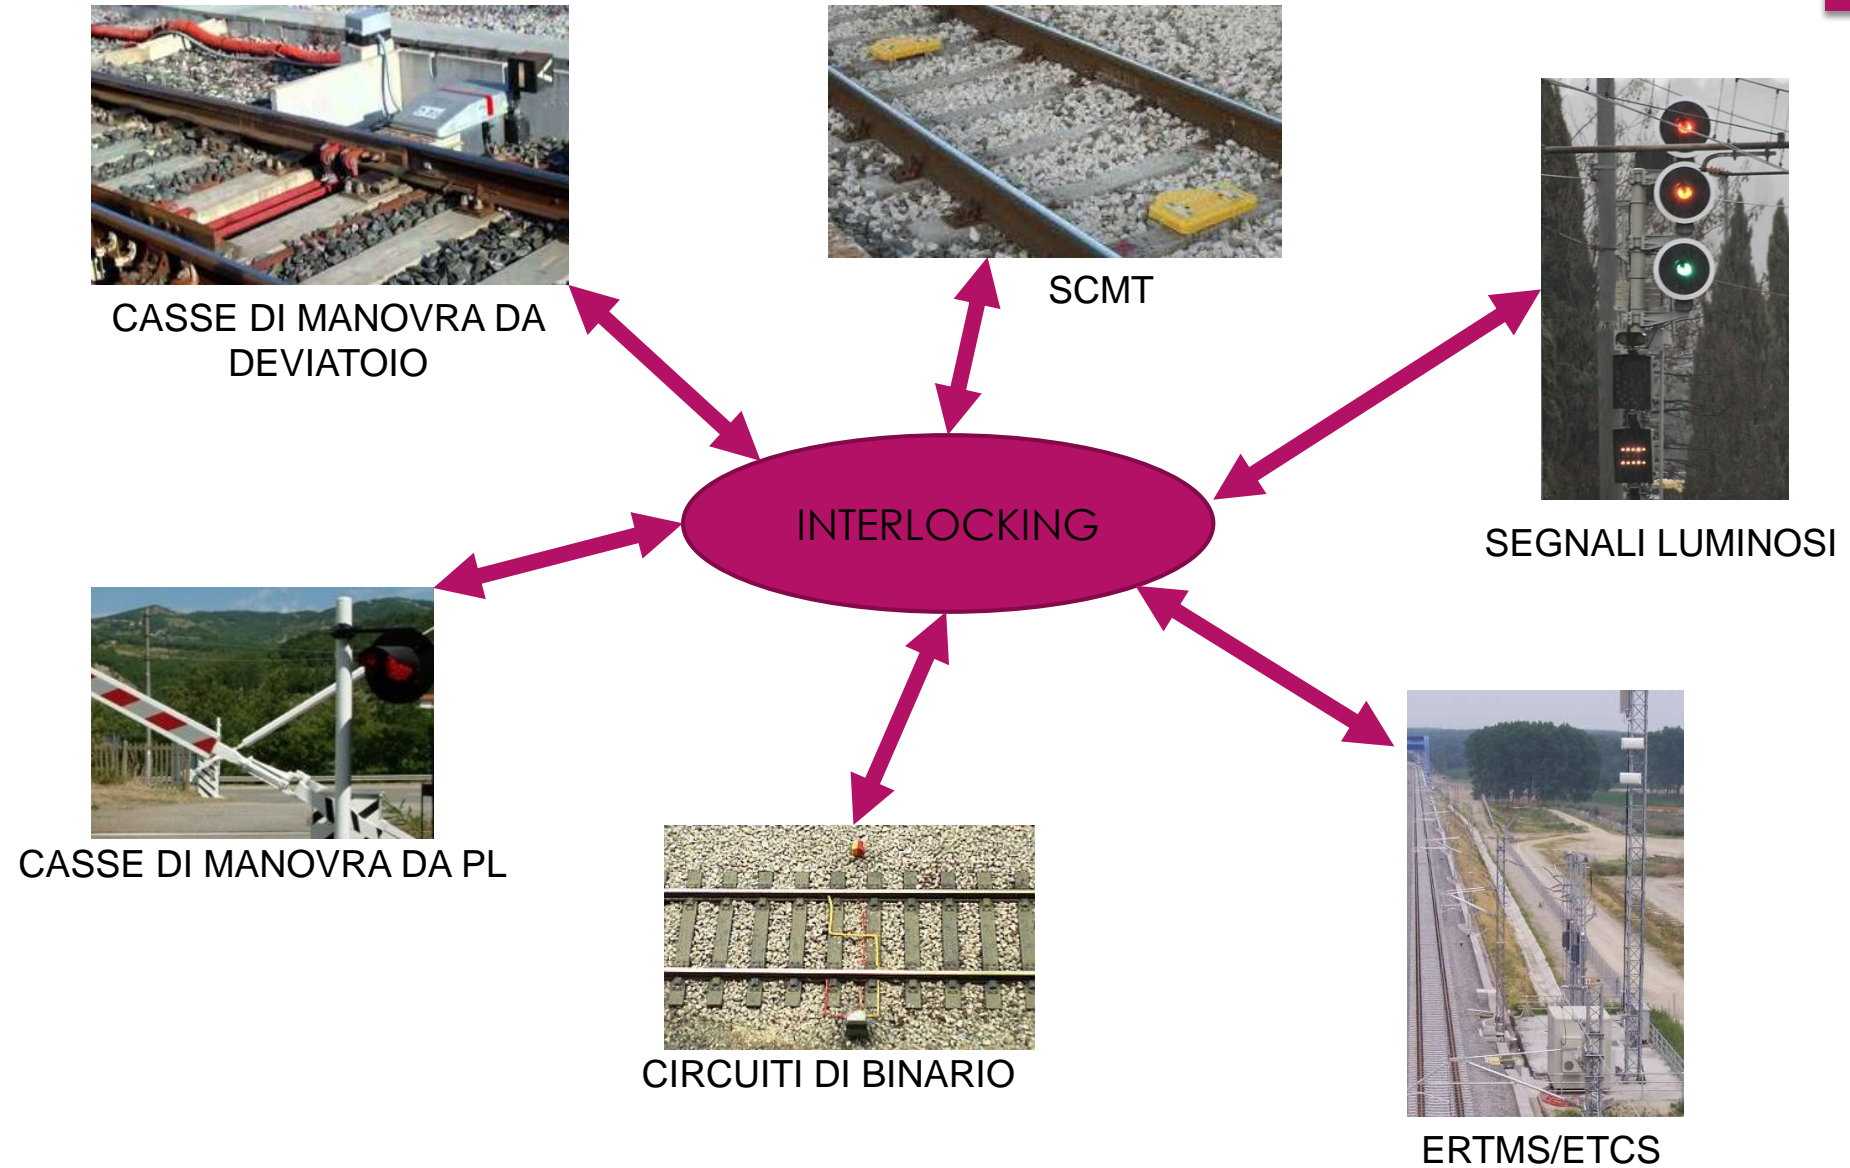 SCMT
CASSE DI MANOVRA DA
DEVIATOIO
INTERLOCKING
SEGNALI LUMINOSI
CASSE DI MANOVRA DA PL
CIRCUITI DI BINARIO
ERTMS/ETCS